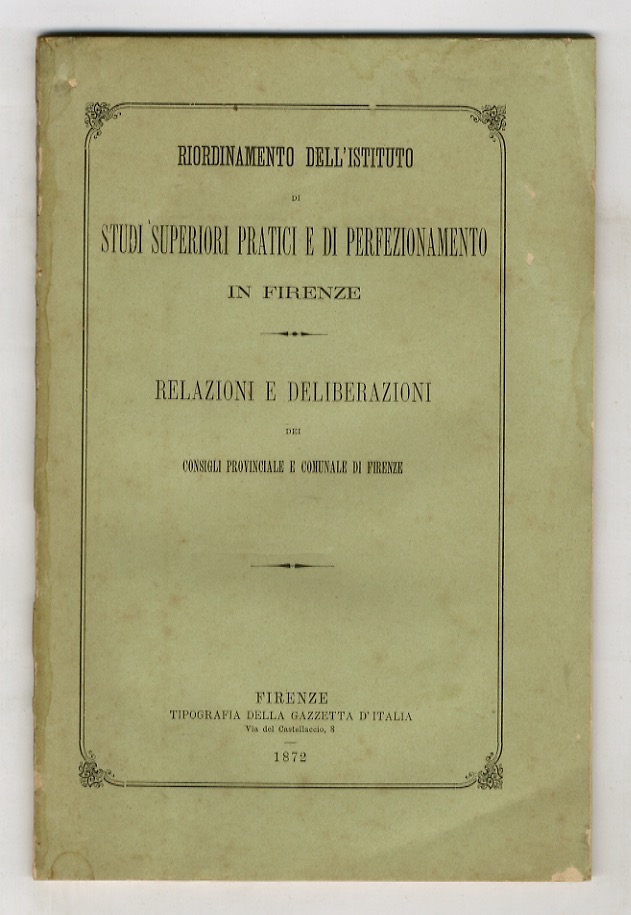 RIORDINAMENTO DELL'ISTITUTO
DI
STUDI SUPERIORI PRATICI E DI PERFEZIONAMENTO
IN FIRENZE
RELAZIONI E DELIBERAZIONI
DEI
CONSIGLI PROVINCIALE E COMUNALE DI FIRENZE
FIRENZE
TIPOGRAFIA DELLA GAZZETTA D'ITALIA
Via del Castellaccio, 8
1872